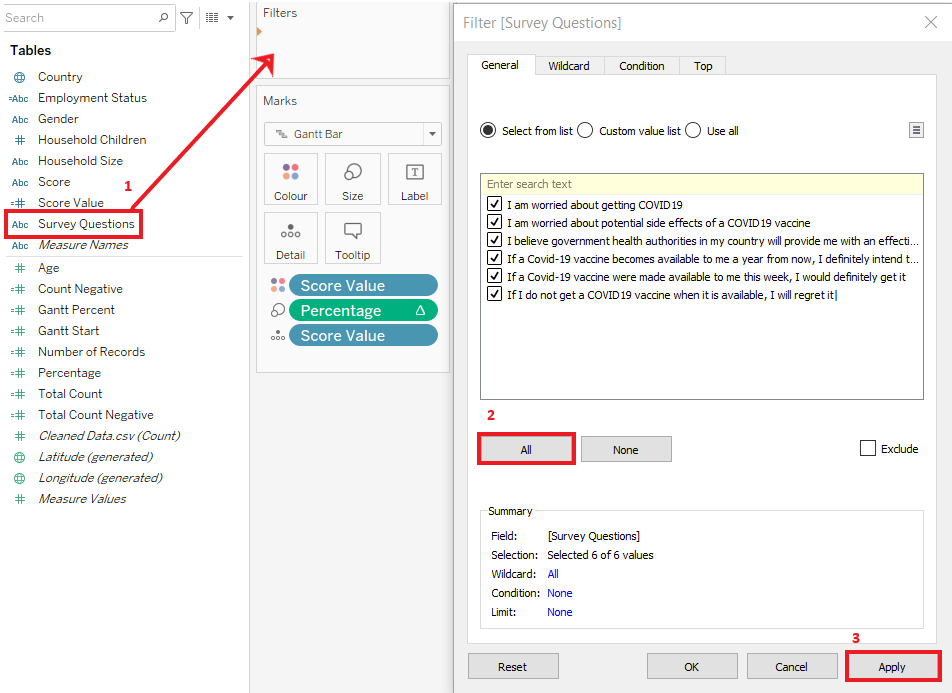 Search
Tables
Country
=Abc Employment Status
Abc Gender
Household Children
Abc Household Size
Abc Score
1
Score Value
Abc Survey Questions
Abc Measure Names
Age
Count Negative
Gantt Percent
Gantt Start
Number of Records
Percentage
Total Count
Total Count Negative
Cleaned Data.csv (Count)
Latitude (generated)
Longitude (generated)
Measure Values
Filters
Marks
Gantt Bar
Colour Size Label
Detail Tooltip
Score Value
Percentage Δ
Score Value
Filter [Survey Questions]
General Wildcard Condition Top
Select from list Custom value list Use all
Enter search text
I am worried about getting COVID19
I am worried about potential side effects of a COVID19 vaccine
I believe government health authorities in my country will provide me with an effecti...
If a Covid-19 vaccine becomes available to me a year from now, I definitely intend t...
If a Covid-19 vaccine were made available to me this week, I would definitely get it
If I do not get a COVID19 vaccine when it is available, I will regret it
2
All None Exclude
Summary
Field: [Survey Questions]
Selection: Selected 6 of 6 values
Wildcard: All
Condition: None
Limit: None
3
Reset OK Cancel Apply